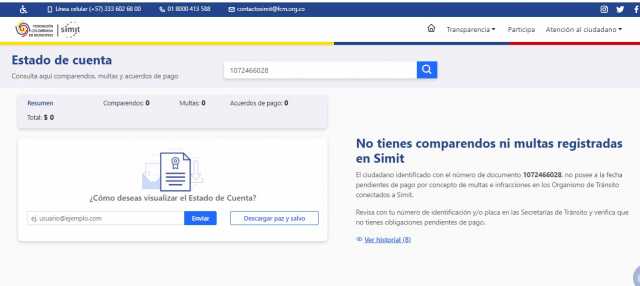 Línea celular (+57) 333 602 68 00
01 8000 413 588
contactosimit@fcm.org.co
FEDERACIÓN COLOMBIANA DE MUNICIPIOS
simit
Transparencia
Participa
Atención al ciudadano
Estado de cuenta
Consulta aquí comparendos, multas y acuerdos de pago
1072466028
Resumen
Comparendos: 0
Multas: 0
Acuerdos de pago: 0
Total: $ 0
¿Cómo deseas visualizar el Estado de Cuenta?
ej. usuario@ejemplo.com
Enviar
Descargar paz y salvo
No tienes comparendos ni multas registradas
en Simit
El ciudadano identificado con el número de documento 1072466028, no posee a la fecha
pendientes de pago por concepto de multas e infracciones en los Organismo de Tránsito
conectados a Simit.
Revisa con tu número de identificación y/o placa en las Secretarías de Tránsito y verifica que
no tienes obligaciones pendientes de pago.
Ver historial (8)